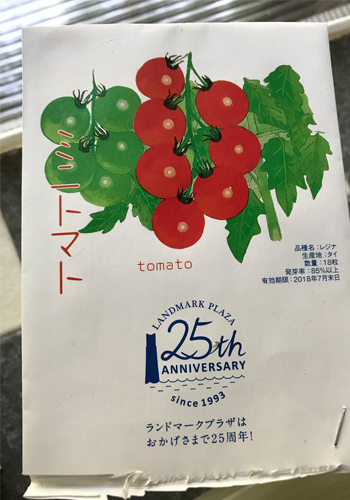 ミニトマト
tomato
品種名：レジナ
生産地：タイ
数量：18粒
発芽率：85%以上
有効期限：2018年7月末日
LANDMARK PLAZA
25th
ANNIVERSARY
since 1993
ランドマークプラザは
おかげさまで25周年!